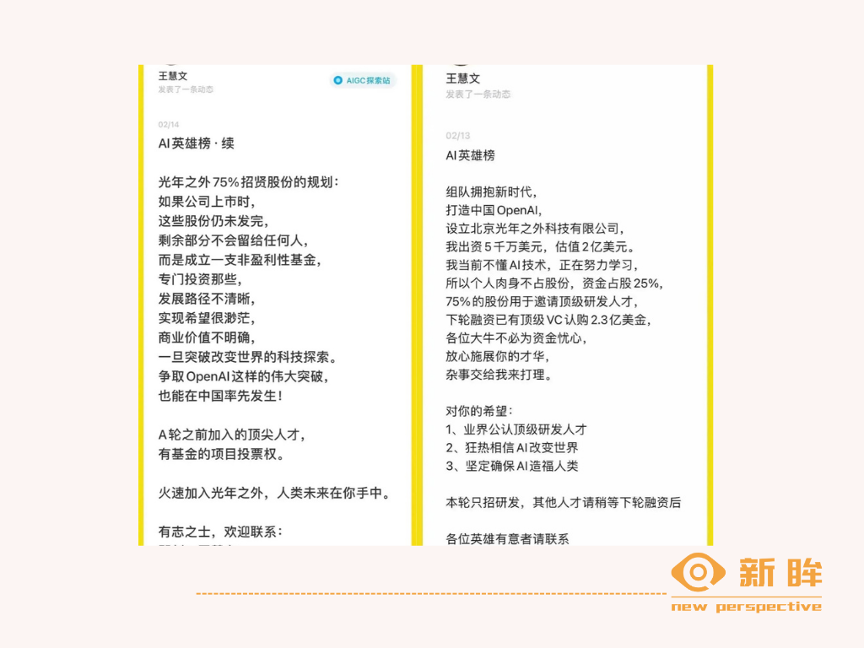 王慧文
发表了一条动态
AIGC探索站
02/14
AI英雄榜·续
光年之外75%招贤股份的规划：
如果公司上市时，
这些股份仍未发完，
剩余部分不会留给任何人，
而是成立一支非盈利性基金，
专门投资那些，
发展路径不清晰，
实现希望很渺茫，
商业价值不明确，
一旦突破改变世界的科技探索。
争取OpenAI这样的伟大突破，
也能在中国率先发生！
A轮之前加入的顶尖人才，
有基金的项目投票权。
火速加入光年之外，人类未来在你手中。
有志之士，欢迎联系：
王慧文
发表了一条动态
02/13
AI英雄榜
组队拥抱新时代，
打造中国OpenAI，
设立北京光年之外科技有限公司，
我出资5千万美元，估值2亿美元。
我当前不懂AI技术，正在努力学习，
所以个人肉身不占股份，资金占股25%，
75%的股份用于邀请顶级研发人才，
下轮融资已有顶级VC认购2.3亿美金，
各位大牛不必为资金忧心，
放心施展你的才华，
杂事交给我来打理。
对你的希望：
1、业界公认顶级研发人才
2、狂热相信AI改变世界
3、坚定确保AI造福人类
本轮只招研发，其他人才请稍等下轮融资后
各位英雄有意者请联系
新眸
new perspective